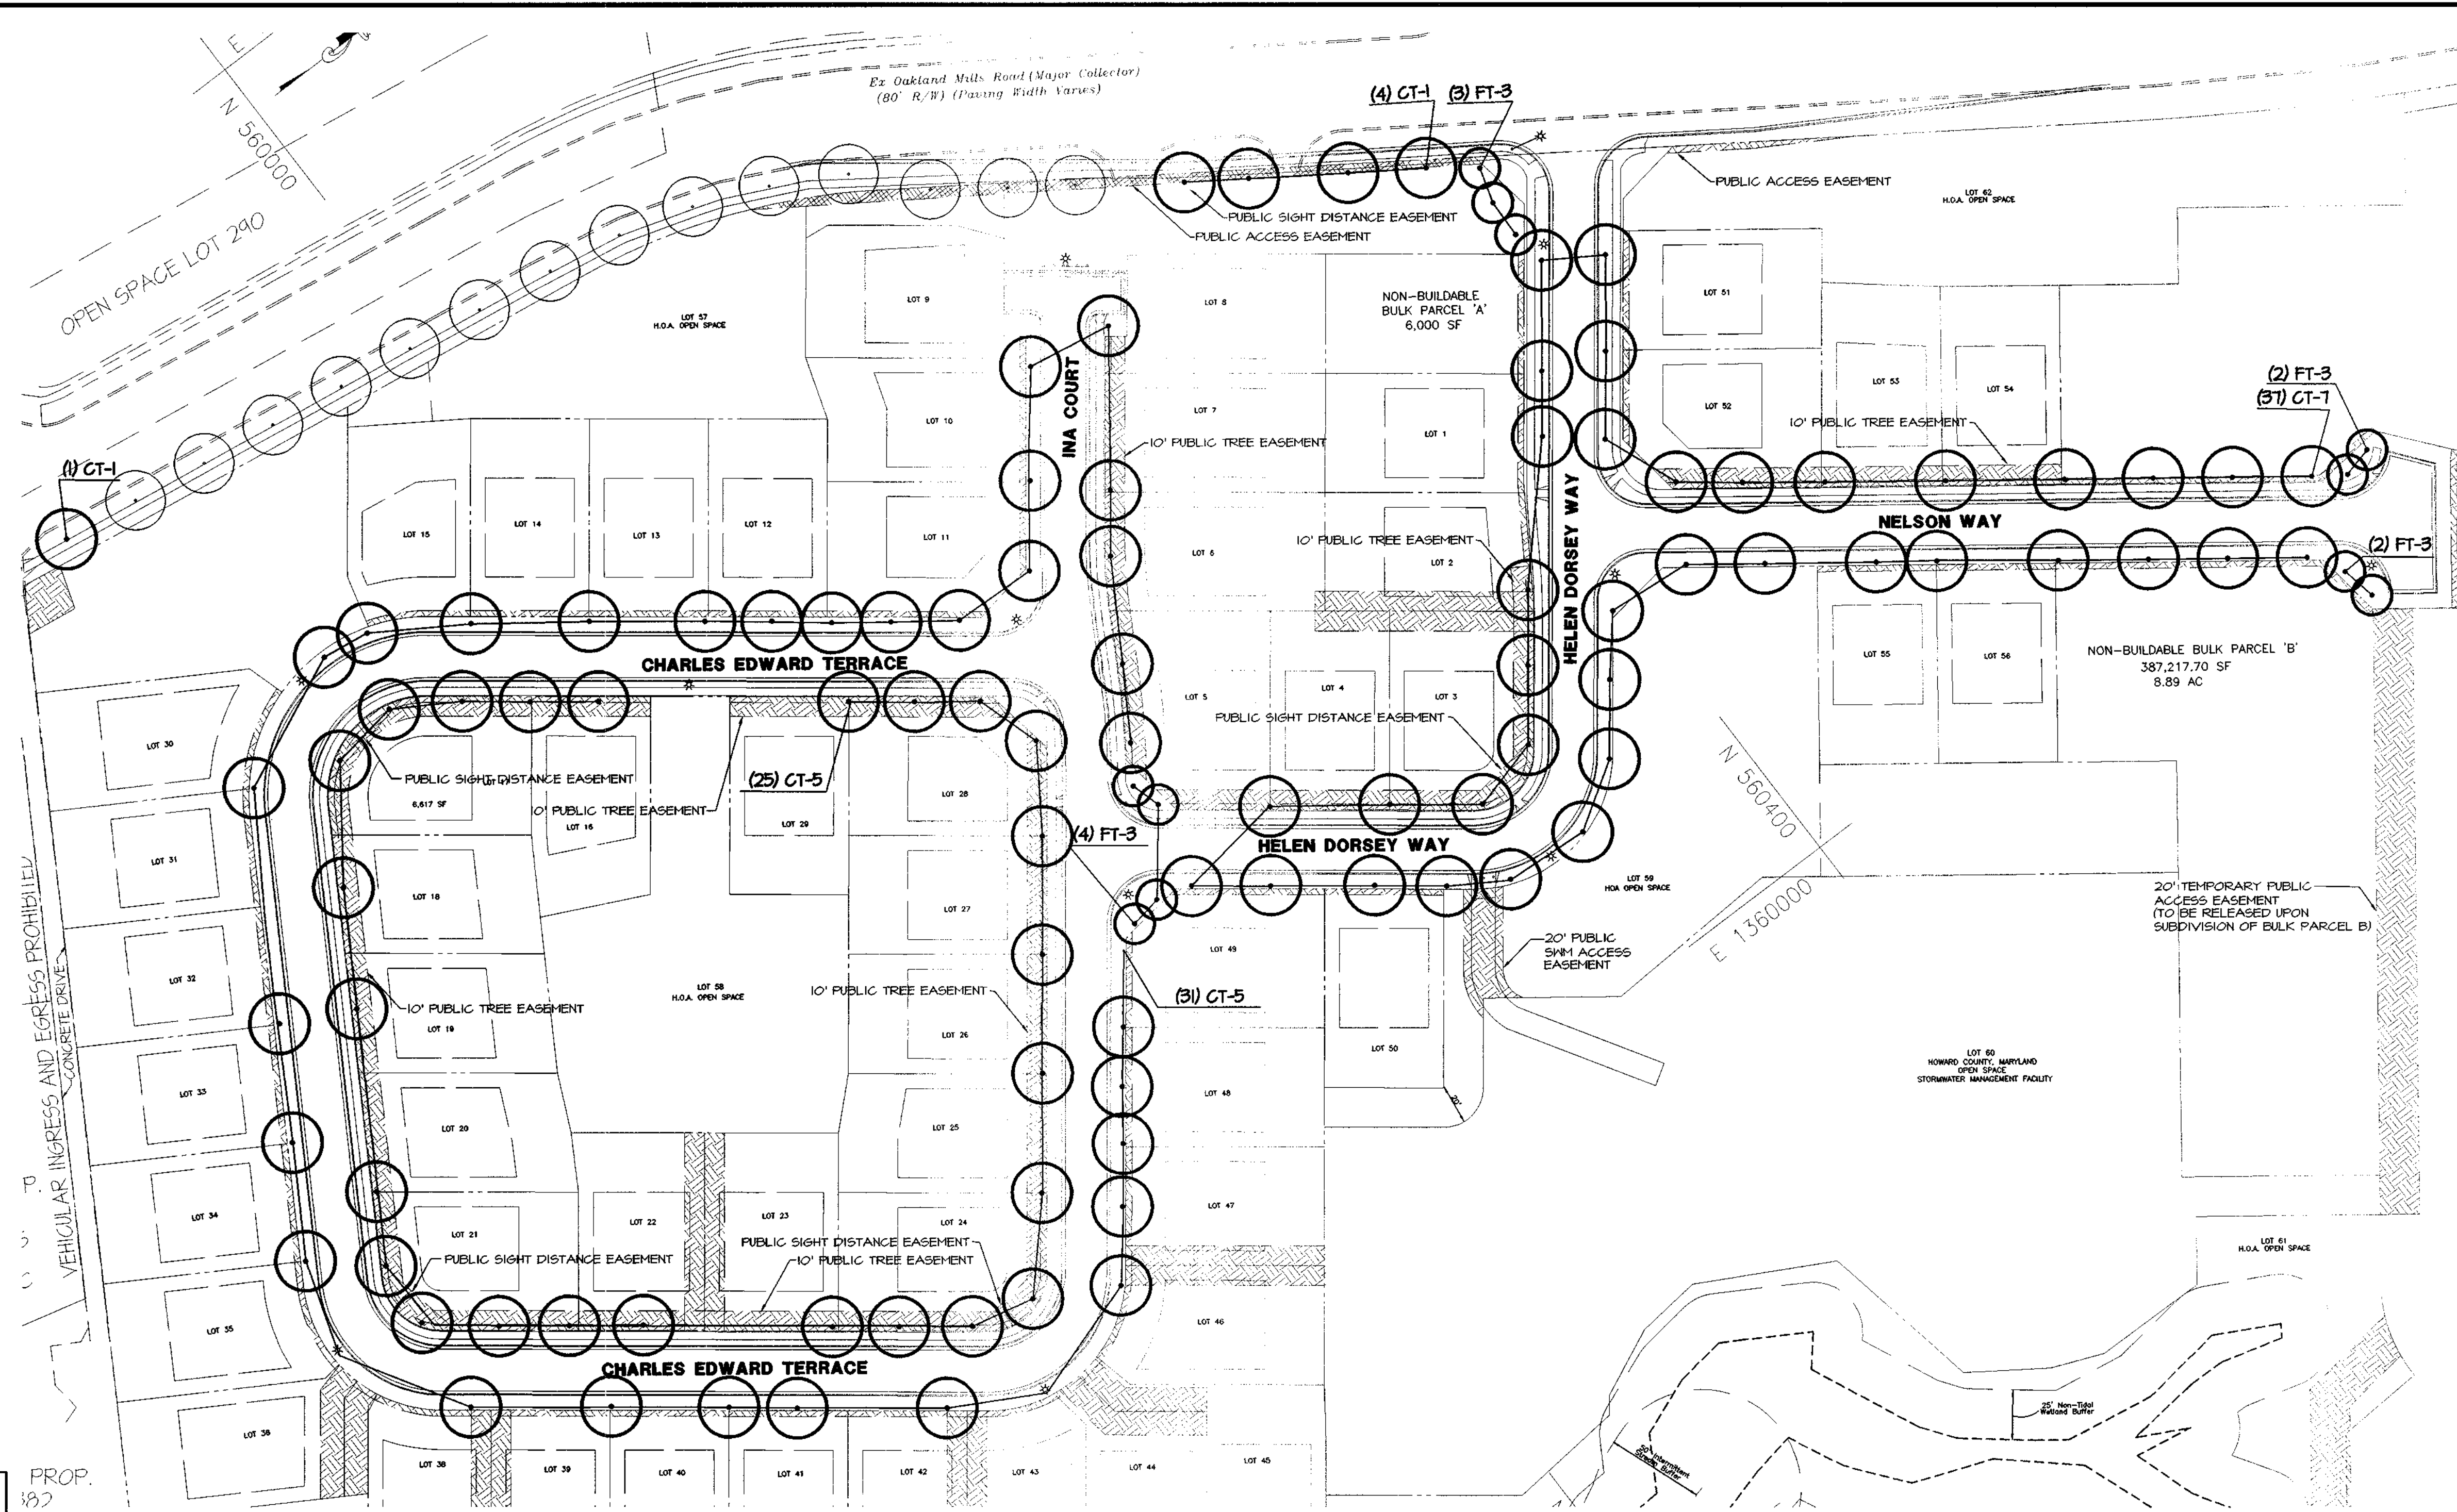 Ex Oakland Mills Road (Major Collector)
(80' R/W) (Paving Width Varies)
E
N 560000
OPEN SPACE LOT 290
(4) CT-1
(3) FT-3
PUBLIC SIGHT DISTANCE EASEMENT
PUBLIC ACCESS EASEMENT
PUBLIC ACCESS EASEMENT
LOT 62
H.O.A. OPEN SPACE
LOT 57
H.O.A. OPEN SPACE
LOT 9
LOT 8
NON-BUILDABLE
BULK PARCEL 'A'
6,000 SF
LOT 51
LOT 53
LOT 54
LOT 52
(2) FT-3
(37) CT-7
10' PUBLIC TREE EASEMENT
LOT 10
INA COURT
LOT 7
10' PUBLIC TREE EASEMENT
LOT 1
(1) CT-1
LOT 15
LOT 14
LOT 13
LOT 12
LOT 11
LOT 6
10' PUBLIC TREE EASEMENT
LOT 2
HELEN DORSEY WAY
NELSON WAY
(2) FT-3
CHARLES EDWARD TERRACE
LOT 5
LOT 4
LOT 3
PUBLIC SIGHT DISTANCE EASEMENT
LOT 55
LOT 56
NON-BUILDABLE BULK PARCEL 'B'
387,217.70 SF
8.89 AC
LOT 30
PUBLIC SIGHT DISTANCE EASEMENT
6,617 SF
10' PUBLIC TREE EASEMENT
LOT 16
(25) CT-5
LOT 29
LOT 28
(4) FT-3
HELEN DORSEY WAY
N 560400
E 1360000
LOT 59
HOA OPEN SPACE
20' TEMPORARY PUBLIC
ACCESS EASEMENT
(TO BE RELEASED UPON
SUBDIVISION OF BULK PARCEL B)
LOT 31
LOT 18
LOT 27
LOT 49
20' PUBLIC
SWM ACCESS
EASEMENT
VEHICULAR INGRESS AND EGRESS PROHIBITED
CONCRETE DRIVE
LOT 32
LOT 58
H.O.A. OPEN SPACE
10' PUBLIC TREE EASEMENT
(31) CT-5
10' PUBLIC TREE EASEMENT
LOT 19
LOT 26
LOT 50
LOT 60
HOWARD COUNTY, MARYLAND
OPEN SPACE
STORMWATER MANAGEMENT FACILITY
LOT 33
LOT 20
LOT 25
LOT 48
20'
LOT 34
LOT 21
LOT 22
LOT 23
LOT 24
LOT 47
PUBLIC SIGHT DISTANCE EASEMENT
PUBLIC SIGHT DISTANCE EASEMENT
10' PUBLIC TREE EASEMENT
LOT 61
H.O.A. OPEN SPACE
LOT 35
LOT 46
CHARLES EDWARD TERRACE
25' Non-Tidal
Wetland Buffer
LOT 36
LOT 38
LOT 39
LOT 40
LOT 41
LOT 42
LOT 43
LOT 44
LOT 45
50' Intermittent
Stream Buffer
PROP.